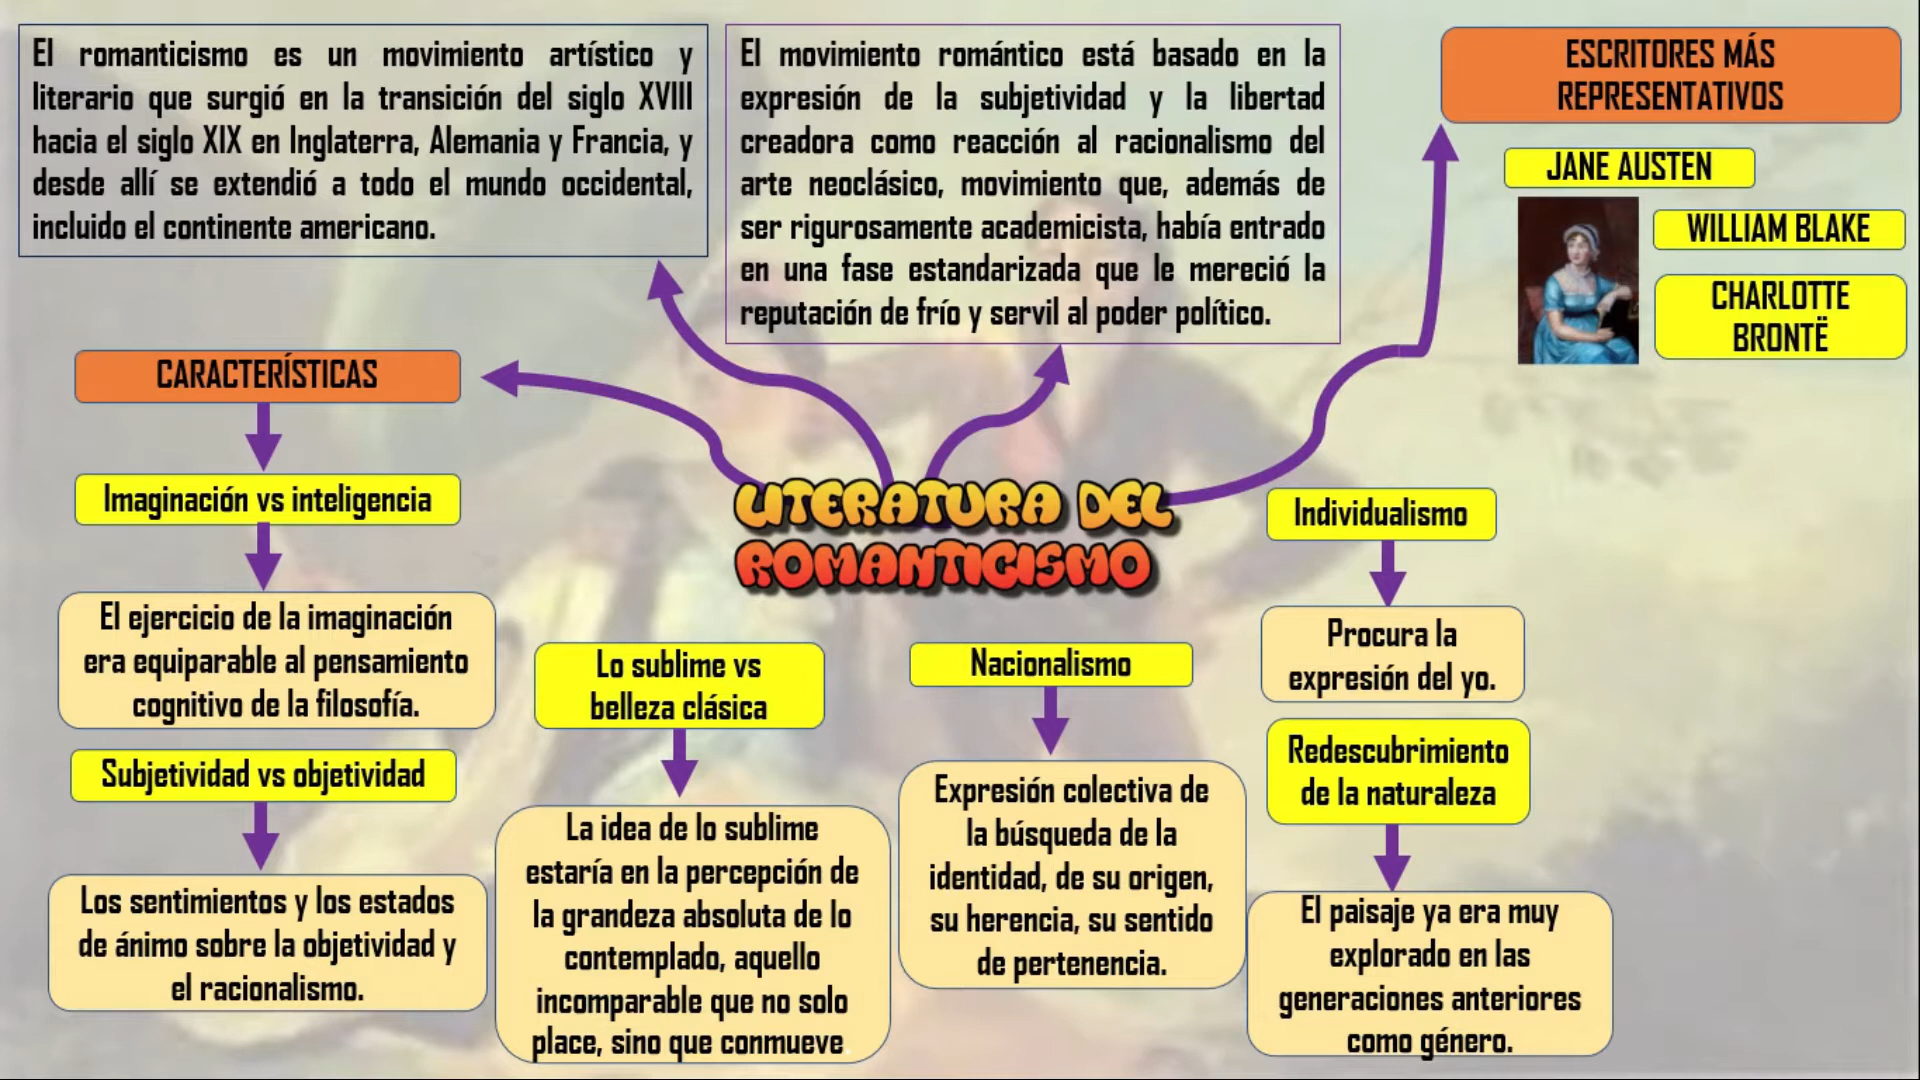 El romanticismo es un movimiento artístico y
literario que surgió en la transición del siglo XVIII
hacia el siglo XIX en Inglaterra, Alemania y Francia, y
desde allí se extendió a todo el mundo occidental,
incluido el continente americano.
El movimiento romántico está basado en la
expresión de la subjetividad y la libertad
creadora como reacción al racionalismo del
arte neoclásico, movimiento que, además de
ser rigurosamente academicista, había entrado
en una fase estandarizada que le mereció la
reputación de frío y servil al poder político.
ESCRITORES MÁS
REPRESENTATIVOS
JANE AUSTEN
WILLIAM BLAKE
CHARLOTTE
BRONTË
LITERATURA DEL
ROMANTICISMO
CARACTERÍSTICAS
Imaginación vs inteligencia
El ejercicio de la imaginación
era equiparable al pensamiento
cognitivo de la filosofía.
Subjetividad vs objetividad
Los sentimientos y los estados
de ánimo sobre la objetividad y
el racionalismo.
Lo sublime vs
belleza clásica
La idea de lo sublime
estaría en la percepción de
la grandeza absoluta de lo
contemplado, aquello
incomparable que no solo
place, sino que conmueve
Nacionalismo
Expresión colectiva de
la búsqueda de la
identidad, de su origen,
su herencia, su sentido
de pertenencia.
Individualismo
Procura la
expresión del yo.
Redescubrimiento
de la naturaleza
El paisaje ya era muy
explorado en las
generaciones anteriores
como género.